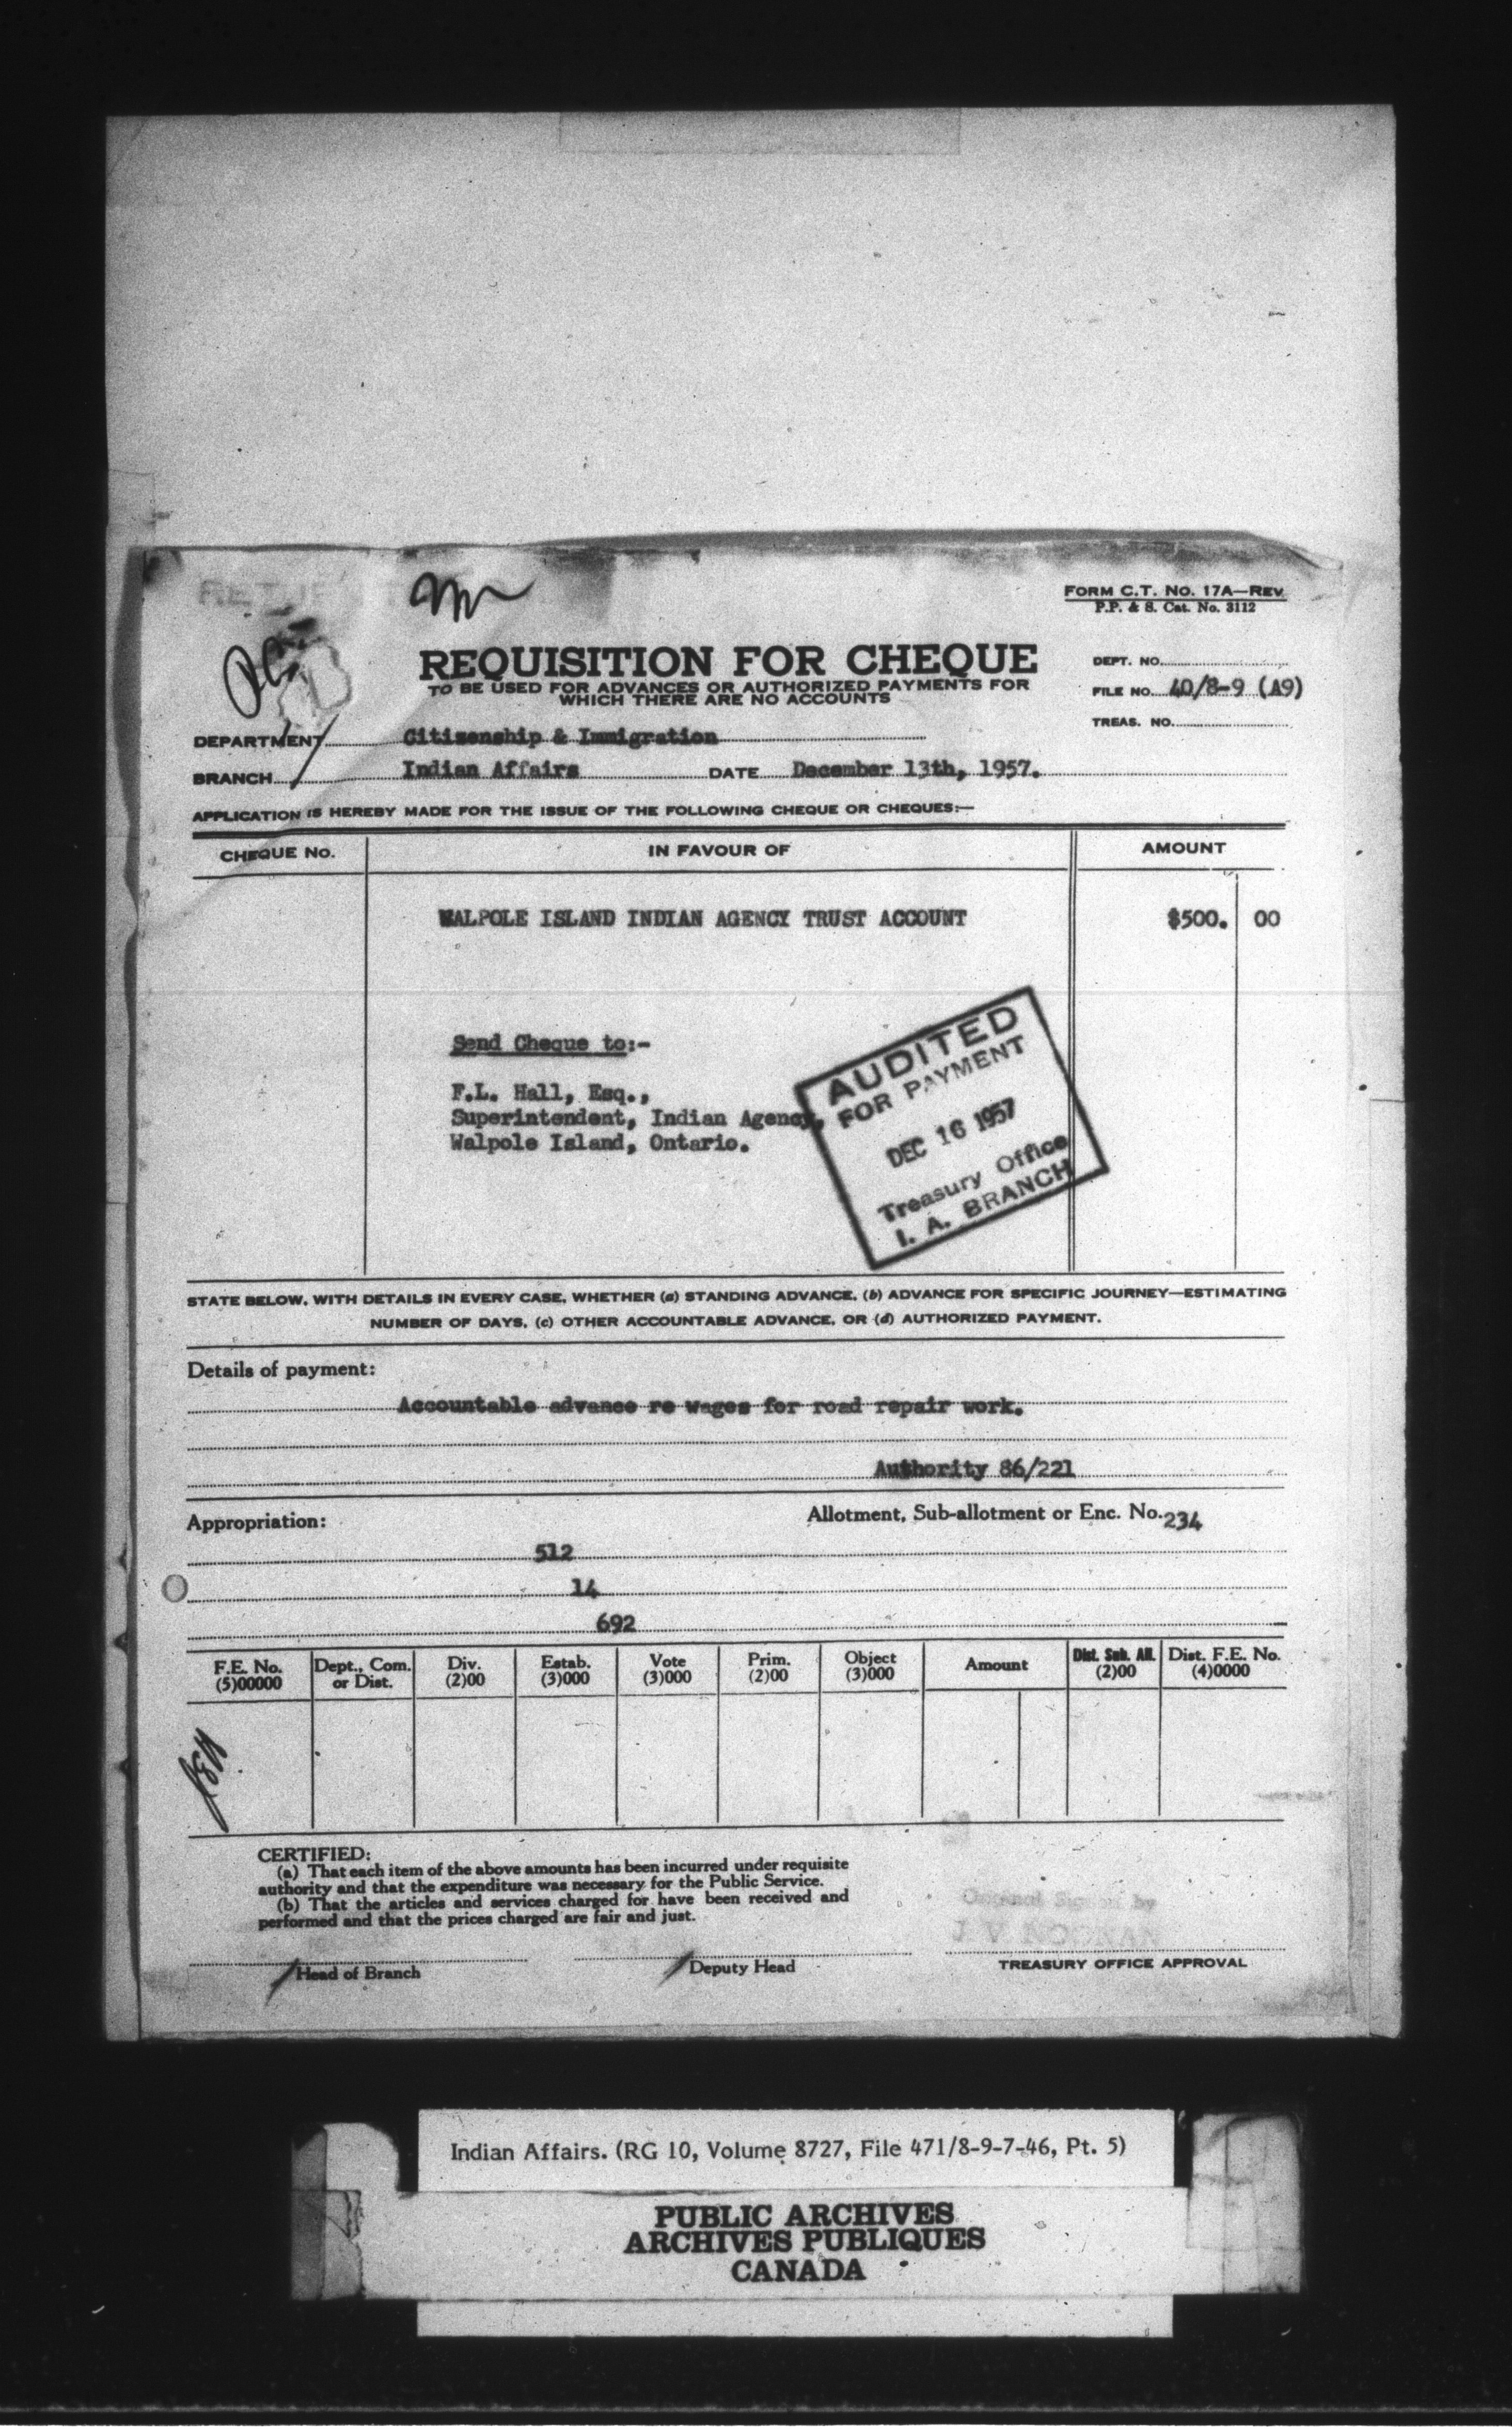 FORM C.T. NO. 17A—REV.
P.P. & S. Cat. No. 3112
REQUISITION FOR CHEQUE
TO BE USED FOR ADVANCES OR AUTHORIZED PAYMENTS FOR
WHICH THERE ARE NO ACCOUNTS
DEPT. NO.
FILE NO. 40/8-9 (A9)
TREAS. NO.
DEPARTMENT Citizenship & Immigration
BRANCH Indian Affairs DATE December 13th, 1957.
APPLICATION IS HEREBY MADE FOR THE ISSUE OF THE FOLLOWING CHEQUE OR CHEQUES:—
CHEQUE NO. IN FAVOUR OF AMOUNT
WALPOLE ISLAND INDIAN AGENCY TRUST ACCOUNT $500. 00
Send Cheque to:-
F.L. Hall, Esq.,
Superintendent, Indian Agency,
Walpole Island, Ontario.
AUDITED
FOR PAYMENT
DEC 16 1957
Treasury Office
I. A. BRANCH
STATE BELOW, WITH DETAILS IN EVERY CASE, WHETHER (a) STANDING ADVANCE, (b) ADVANCE FOR SPECIFIC JOURNEY—ESTIMATING
NUMBER OF DAYS, (c) OTHER ACCOUNTABLE ADVANCE, OR (d) AUTHORIZED PAYMENT.
Details of payment:
Accountable advance re wages for road repair work.
Authority 86/221
Appropriation: Allotment, Sub-allotment or Enc. No. 234
512
14
692
F.E. No. Dept., Com. Div. Estab. Vote Prim. Object Amount Dist. Sub. All. Dist. F.E. No.
(5)00000 or Dist. (2)00 (3)000 (3)000 (2)00 (3)000 (2)00 (4)0000
CERTIFIED:
(a) That each item of the above amounts has been incurred under requisite
authority and that the expenditure was necessary for the Public Service.
(b) That the articles and services charged for have been received and
performed and that the prices charged are fair and just.
Original Signed by
Head of Branch Deputy Head TREASURY OFFICE APPROVAL
Indian Affairs. (RG 10, Volume 8727, File 471/8-9-7-46, Pt. 5)
PUBLIC ARCHIVES
ARCHIVES PUBLIQUES
CANADA